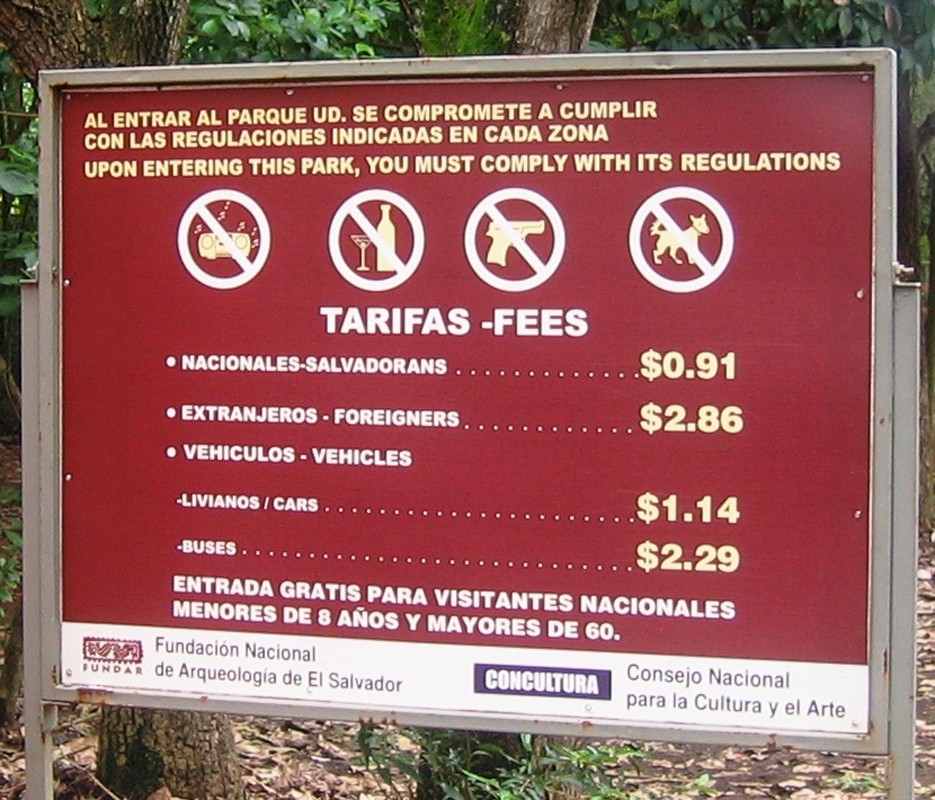 AL ENTRAR AL PARQUE UD. SE COMPROMETE A CUMPLIR
CON LAS REGULACIONES INDICADAS EN CADA ZONA
UPON ENTERING THIS PARK, YOU MUST COMPLY WITH ITS REGULATIONS
TARIFAS -FEES
• NACIONALES-SALVADORANS . . . . . . . . . . . . . . . $0.91
• EXTRANJEROS - FOREIGNERS . . . . . . . . . . . . . . $2.86
• VEHICULOS - VEHICLES
-LIVIANOS / CARS . . . . . . . . . . . . . . . . . . . . . . . . $1.14
-BUSES . . . . . . . . . . . . . . . . . . . . . . . . . . . . . . $2.29
ENTRADA GRATIS PARA VISITANTES NACIONALES
MENORES DE 8 AÑOS Y MAYORES DE 60.
FUNDAR
Fundación Nacional
de Arqueología de El Salvador
CONCULTURA
Consejo Nacional
para la Cultura y el Arte